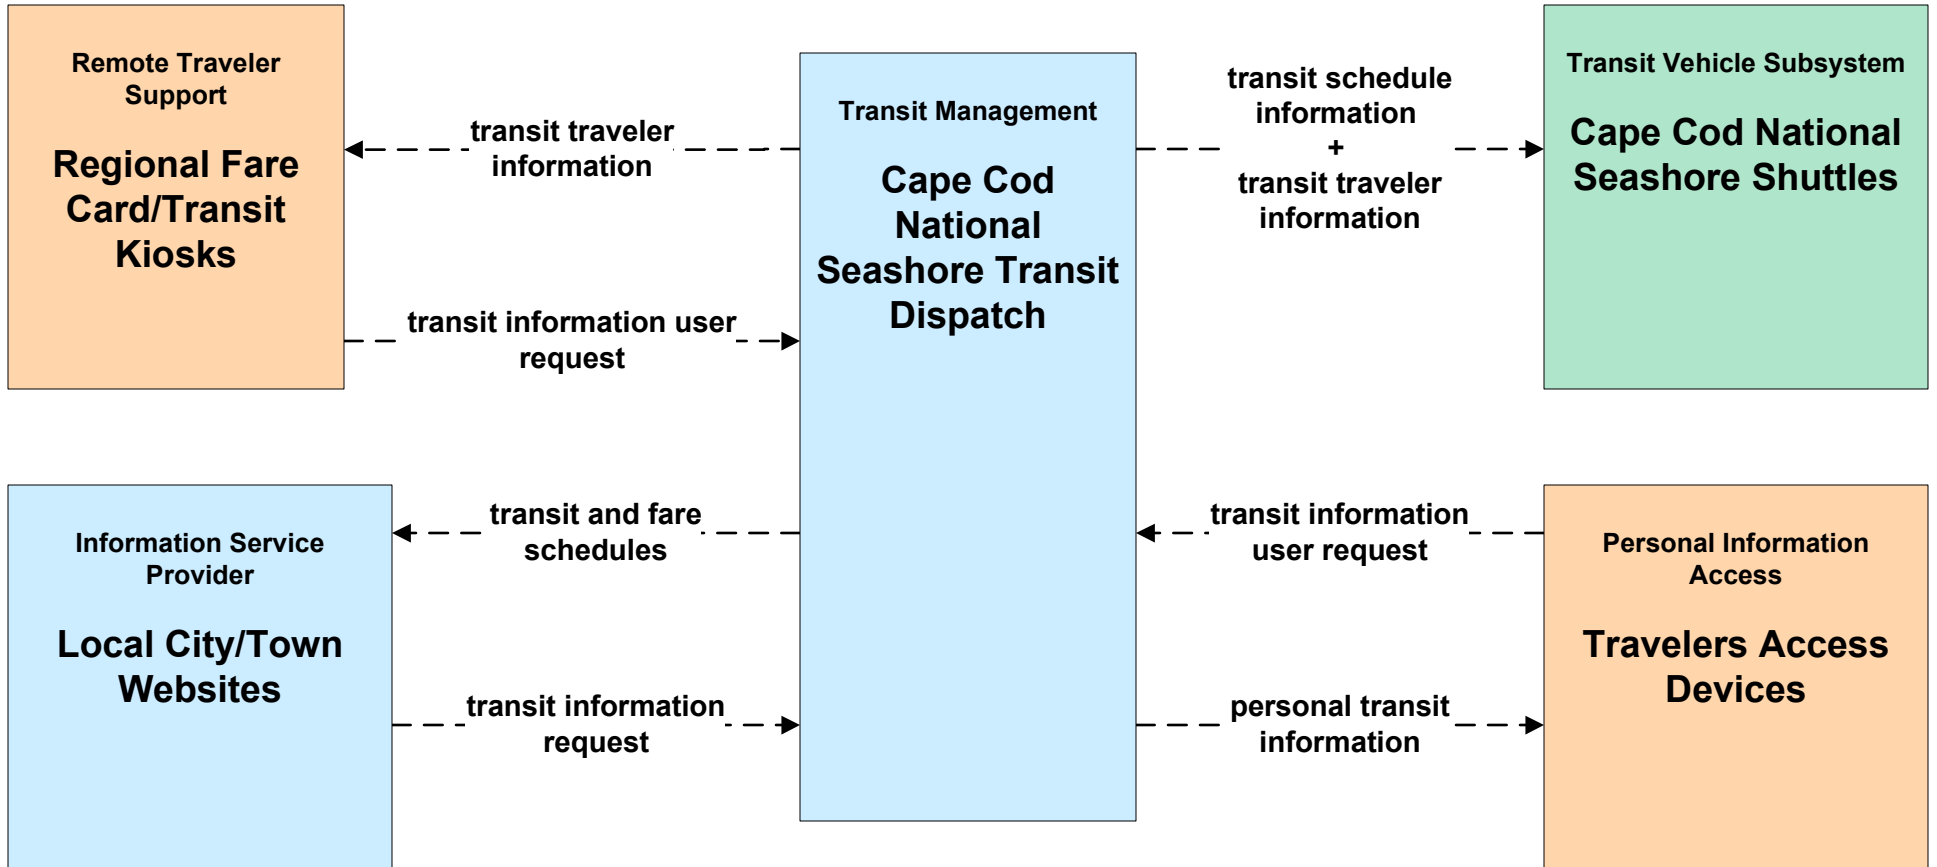 Remote Traveler
Support
Regional Fare
Card/Transit
Kiosks
transit traveler
information
transit information user
request
Transit Management
Cape Cod
National
Seashore Transit
Dispatch
transit schedule
information
+
transit traveler
information
Transit Vehicle Subsystem
Cape Cod National
Seashore Shuttles
Information Service
Provider
Local City/Town
Websites
transit and fare
schedules
transit information
request
transit information
user request
personal transit
information
Personal Information
Access
Travelers Access
Devices